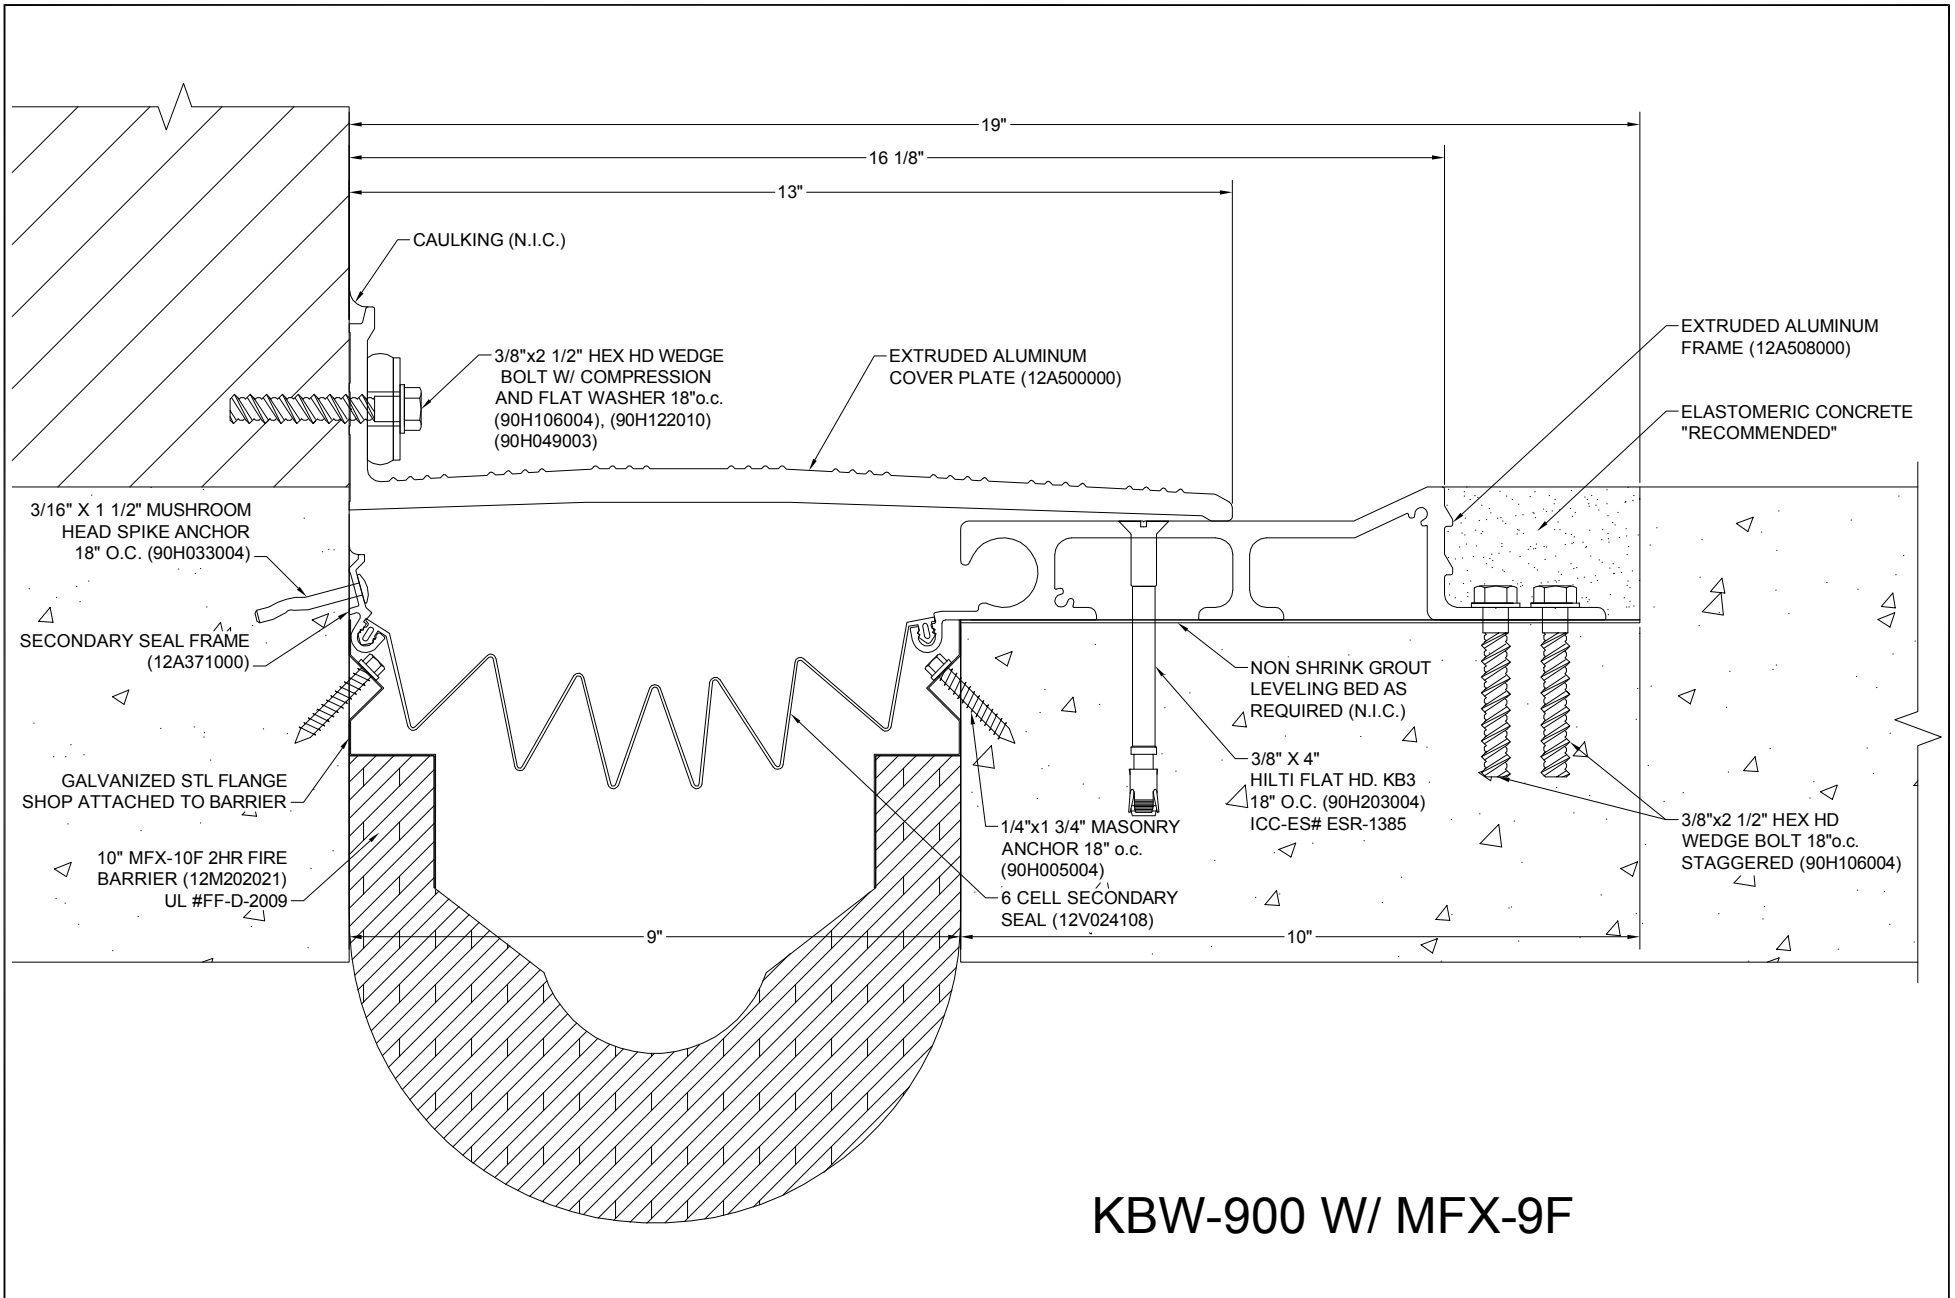 19"
16 1/8"
13"
CAULKING (N.I.C.)
3/8"x2 1/2" HEX HD WEDGE
BOLT W/ COMPRESSION
AND FLAT WASHER 18"o.c.
(90H106004), (90H122010)
(90H049003)
EXTRUDED ALUMINUM
COVER PLATE (12A500000)
EXTRUDED ALUMINUM
FRAME (12A508000)
ELASTOMERIC CONCRETE
"RECOMMENDED"
3/16" X 1 1/2" MUSHROOM
HEAD SPIKE ANCHOR
18" O.C. (90H033004)
SECONDARY SEAL FRAME
(12A371000)
GALVANIZED STL FLANGE
SHOP ATTACHED TO BARRIER
10" MFX-10F 2HR FIRE
BARRIER (12M202021)
UL #FF-D-2009
NON SHRINK GROUT
LEVELING BED AS
REQUIRED (N.I.C.)
3/8" X 4"
HILTI FLAT HD. KB3
18" O.C. (90H203004)
ICC-ES# ESR-1385
1/4"x1 3/4" MASONRY
ANCHOR 18" o.c.
(90H005004)
6 CELL SECONDARY
SEAL (12V024108)
3/8"x2 1/2" HEX HD
WEDGE BOLT 18"o.c.
STAGGERED (90H106004)
9"
10"
KBW-900 W/ MFX-9F